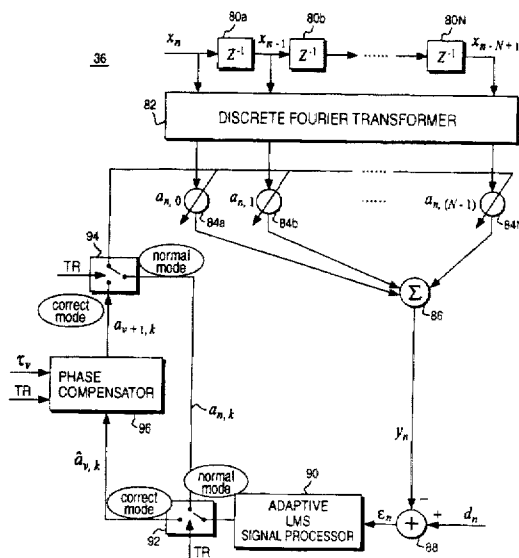 36
80a 80b 80N
x_n Z^-1 x_n-1 Z^-1 ...... Z^-1 x_n-N+1
82 DISCRETE FOURIER TRANSFORMER
a_n,0 a_n,1 ...... a_n,(N-1)
84a 84b 84N
94
TR
normal mode
correct mode
Σ
86
a_v+1,k
τ_v
TR
PHASE COMPENSATOR
96
a_n,k
y_n
â_v,k
normal mode
correct mode
92
TR
90
ADAPTIVE LMS SIGNAL PROCESSOR
ε_n
−
+
+
d_n
88